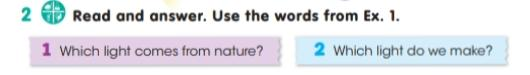 2 Read and answer. Use the words from Ex. 1.
1 Which light comes from nature?
2 Which light do we make?